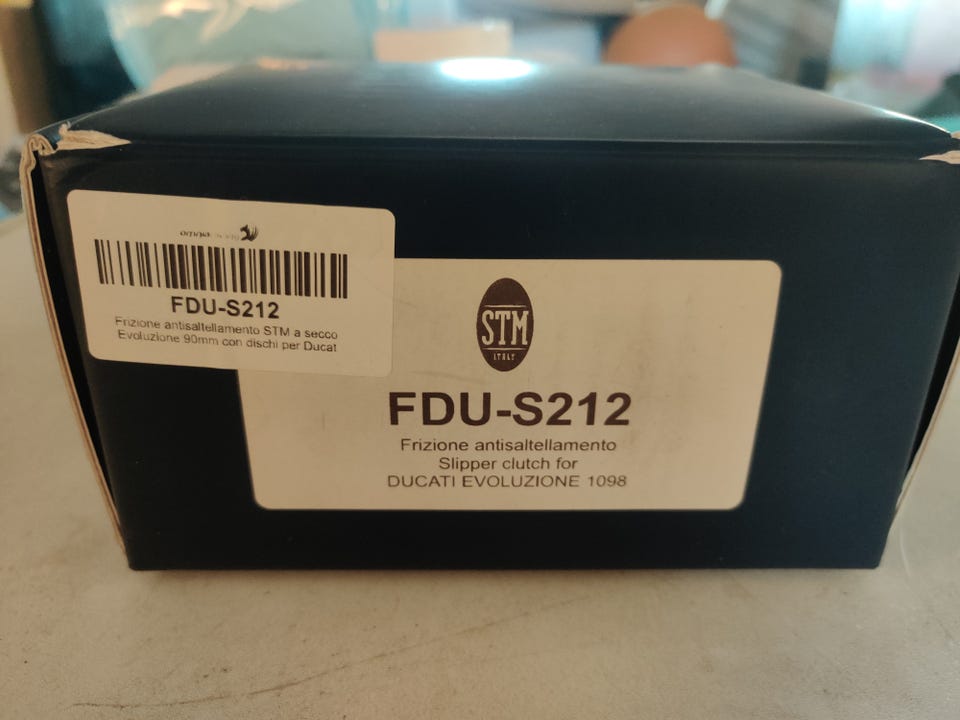 FDU-S212
Frizione antisaltellamento STM a secco
Evoluzione 90mm con dischi per Ducat
STM
ITALY
FDU-S212
Frizione antisaltellamento
Slipper clutch for
DUCATI EVOLUZIONE 1098